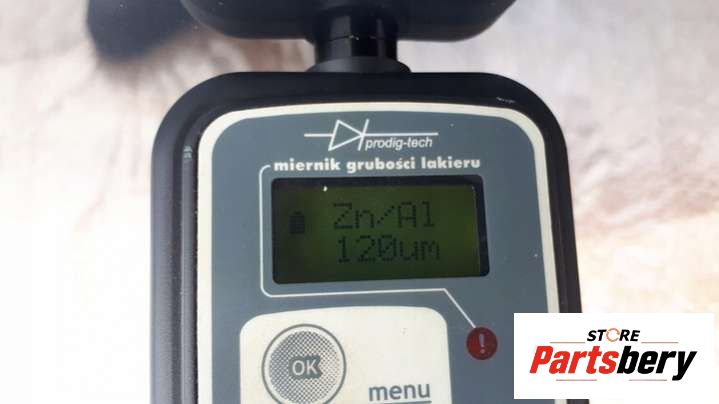 prodig-tech
miernik grubości lakieru
Zn/Al
120um
!
OK
menu
STORE
Partsbery